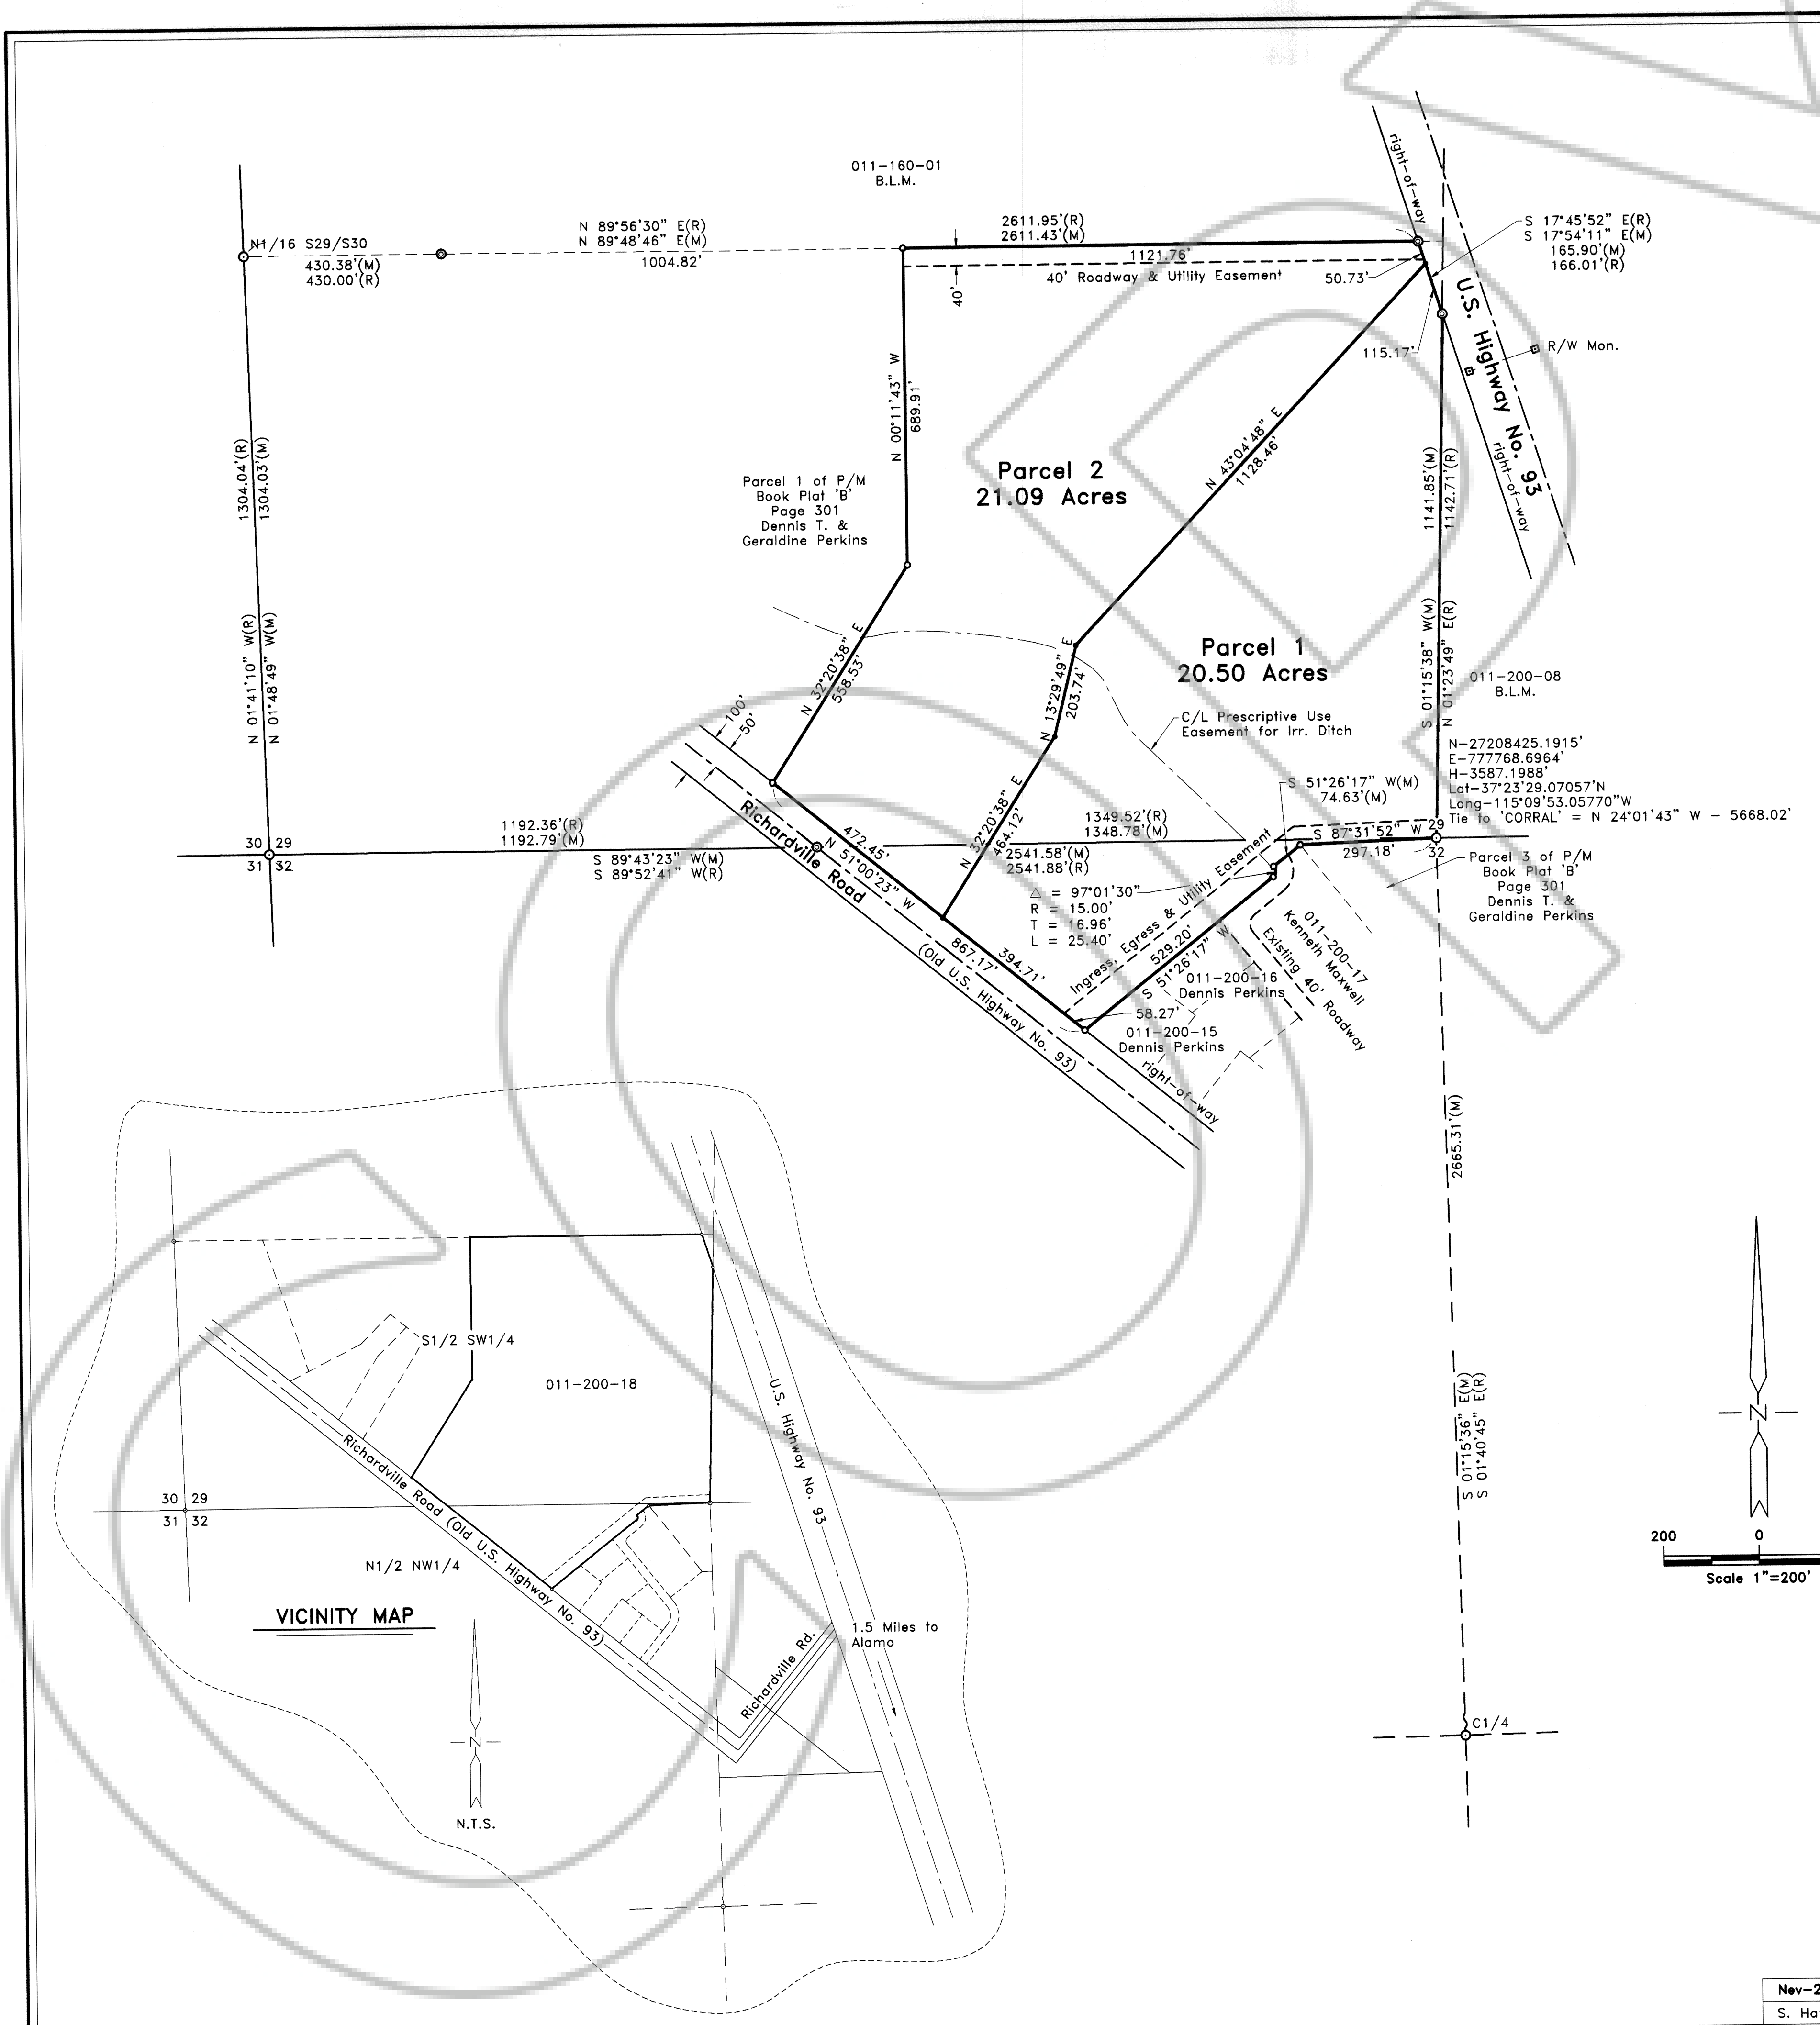 011-160-01
B.L.M.
right-of-way
N 89°56'30" E(R)
N 89°48'46" E(M)
2611.95'(R)
2611.43'(M)
S 17°45'52" E(R)
S 17°54'11" E(M)
165.90'(M)
166.01'(R)
N1/16 S29/S30
430.38'(M)
430.00'(R)
1004.82'
1121.76'
40' Roadway & Utility Easement
50.73'
40'
U.S. Highway No. 93
115.17'
R/W Mon.
right-of-way
N 00°11'43" W
689.91'
N 43°04'48" E
1128.46'
1304.04'(R)
1304.03'(M)
1141.85'(M)
1142.71'(R)
Parcel 2
21.09 Acres
Parcel 1 of P/M
Book Plat 'B'
Page 301
Dennis T. &
Geraldine Perkins
N 01°41'10" W(R)
N 01°48'49" W(M)
N 32°20'38" E
558.53'
N 13°29'49" E
203.74'
Parcel 1
20.50 Acres
S 01°15'38" W(M)
N 01°23'49" E(R)
011-200-08
B.L.M.
100'
50'
C/L Prescriptive Use
Easement for Irr. Ditch
N-27208425.1915'
E-777768.6964'
H-3587.1988'
Lat-37°23'29.07057'N
Long-115°09'53.05770"W
Tie to 'CORRAL' = N 24°01'43" W - 5668.02'
S 51°26'17" W(M)
74.63'(M)
Richardville Road
(Old U.S. Highway No. 93)
1192.36'(R)
1192.79'(M)
472.45'
N 51°00'23" W
N 32°20'38" E
464.12'
1349.52'(R)
1348.78'(M)
S 87°31'52" W
297.18'
29
32
30 29
31 32
S 89°43'23" W(M)
S 89°52'41" W(R)
2541.58'(M)
2541.88'(R)
Parcel 3 of P/M
Book Plat 'B'
Page 301
Dennis T. &
Geraldine Perkins
△ = 97°01'30"
R = 15.00'
T = 16.96'
L = 25.40'
Ingress, Egress & Utility Easement
529.20'
S 51°26'17" W
867.17'
394.71'
011-200-17
Kenneth Maxwell
Existing 40' Roadway
011-200-16
Dennis Perkins
58.27'
011-200-15
Dennis Perkins
right-of-way
2665.31'(M)
S 01°15'36" E(M)
S 01°40'45" E(R)
C1/4
200 0
Scale 1"=200'
N
S1/2 SW1/4
011-200-18
U.S. Highway No. 93
Richardville Road (Old U.S. Highway No. 93)
30 29
31 32
N1/2 NW1/4
VICINITY MAP
1.5 Miles to
Alamo
Richardville Rd.
N
N.T.S.
Nev-2